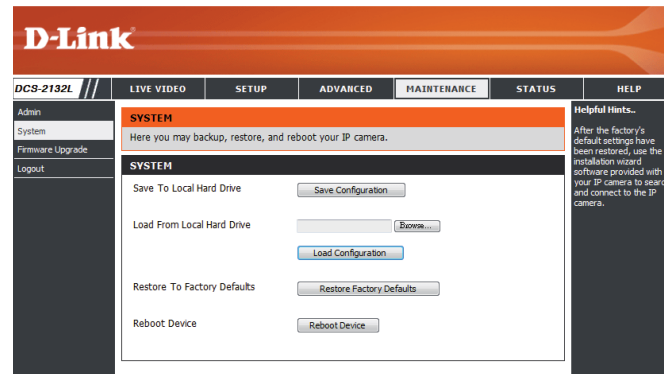 D-Link
DCS-2132L
LIVE VIDEO
SETUP
ADVANCED
MAINTENANCE
STATUS
HELP
Admin
System
Firmware Upgrade
Logout
SYSTEM
Here you may backup, restore, and reboot your IP camera.
SYSTEM
Save To Local Hard Drive
Save Configuration
Load From Local Hard Drive
Browse...
Load Configuration
Restore To Factory Defaults
Restore Factory Defaults
Reboot Device
Reboot Device
Helpful Hints..
After the factory's
default settings have
been restored, use the
installation wizard
software provided with
your IP camera to searc
and connect to the IP
camera.